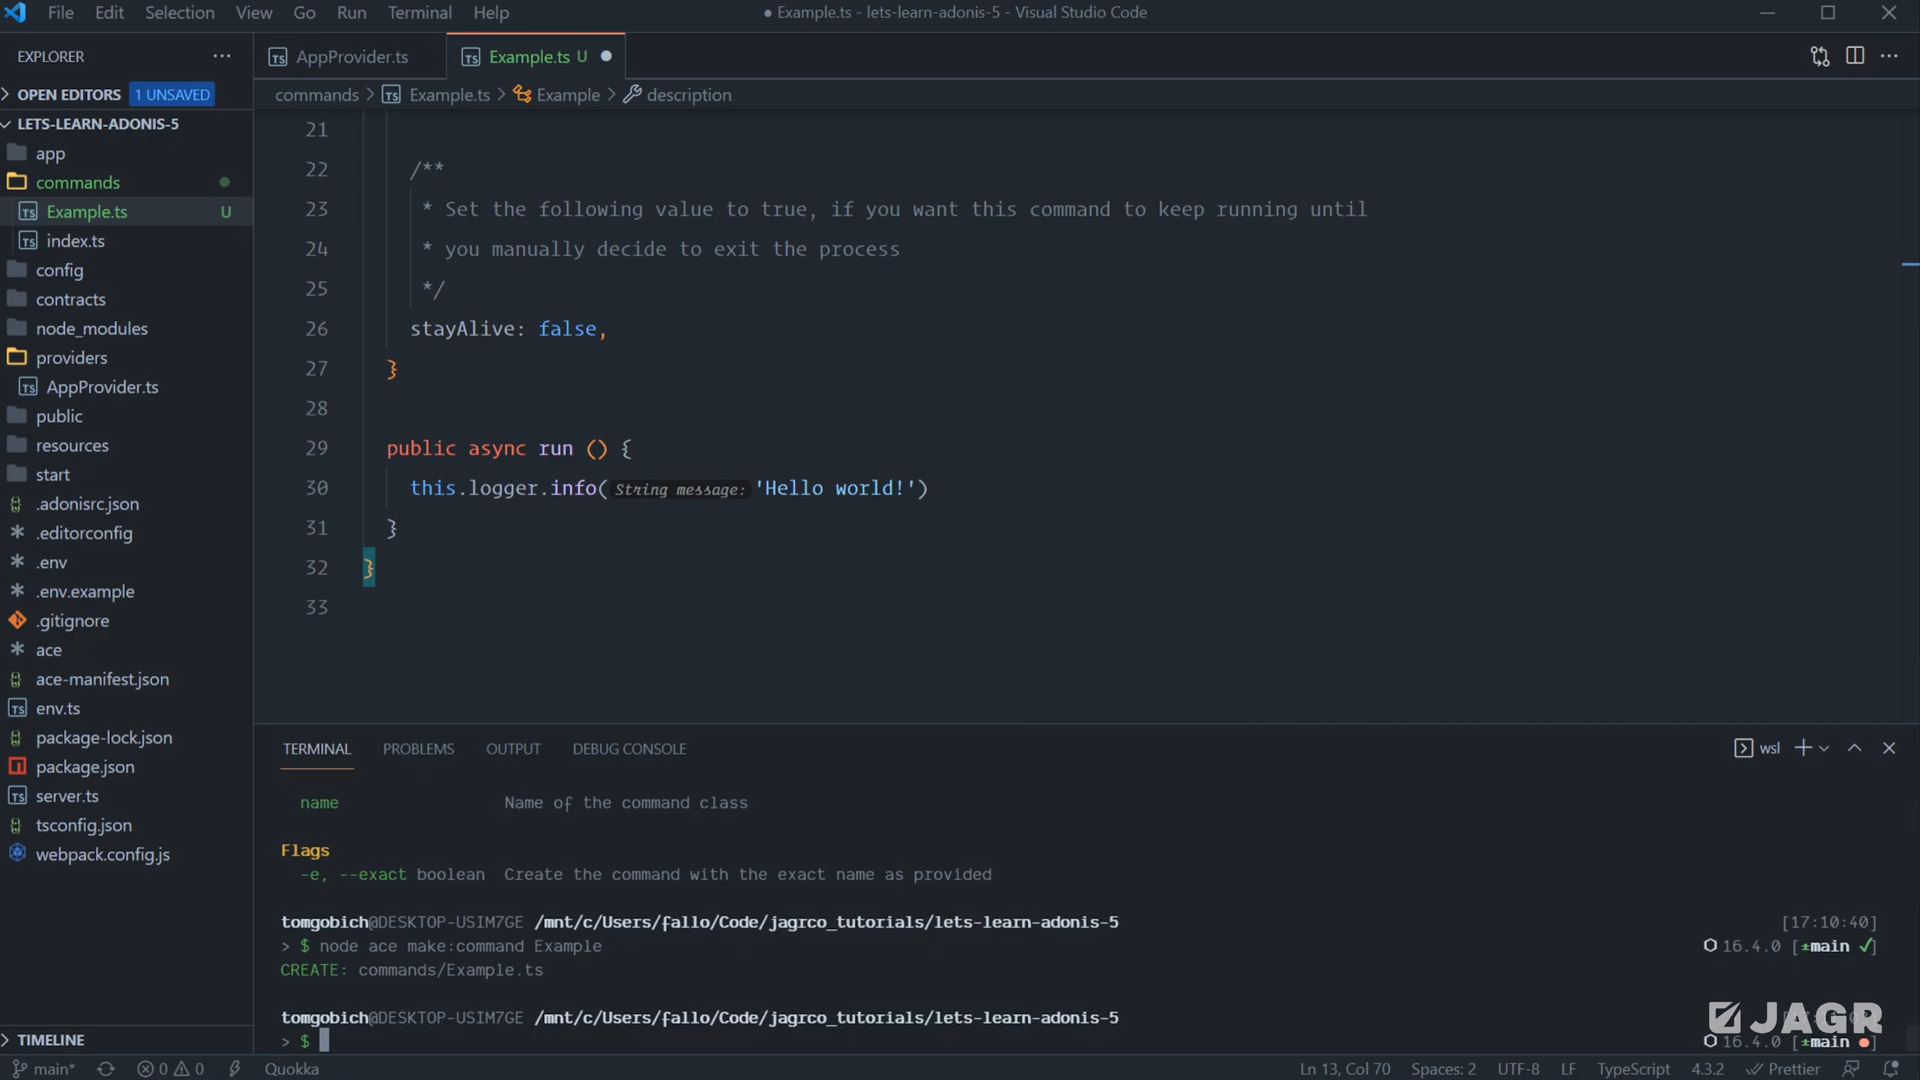 File Edit Selection View Go Run Terminal Help
● Example.ts - lets-learn-adonis-5 - Visual Studio Code
EXPLORER ···
OPEN EDITORS 1 UNSAVED
LETS-LEARN-ADONIS-5
app
commands
TS Example.ts U
TS index.ts
config
contracts
node_modules
providers
TS AppProvider.ts
public
resources
start
.adonisrc.json
.editorconfig
.env
.env.example
.gitignore
ace
ace-manifest.json
TS env.ts
package-lock.json
package.json
TS server.ts
tsconfig.json
webpack.config.js
TIMELINE
TS AppProvider.ts
TS Example.ts U ●
commands > TS Example.ts > Example > description
21
22 /**
23 * Set the following value to true, if you want this command to keep running until
24 * you manually decide to exit the process
25 */
26 stayAlive: false,
27 }
28
29 public async run () {
30 this.logger.info(String message: 'Hello world!')
31 }
32 }
33
TERMINAL PROBLEMS OUTPUT DEBUG CONSOLE
wsl
name Name of the command class
Flags
-e, --exact boolean Create the command with the exact name as provided
tomgobich@DESKTOP-USIM7GE /mnt/c/Users/fallo/Code/jagrco_tutorials/lets-learn-adonis-5 [17:10:40]
> $ node ace make:command Example 16.4.0 [±main ✓]
CREATE: commands/Example.ts
tomgobich@DESKTOP-USIM7GE /mnt/c/Users/fallo/Code/jagrco_tutorials/lets-learn-adonis-5
> $ 16.4.0 [±main ●]
JAGR
main* 0 0 Quokka
Ln 13, Col 70 Spaces: 2 UTF-8 LF TypeScript 4.3.2 Prettier